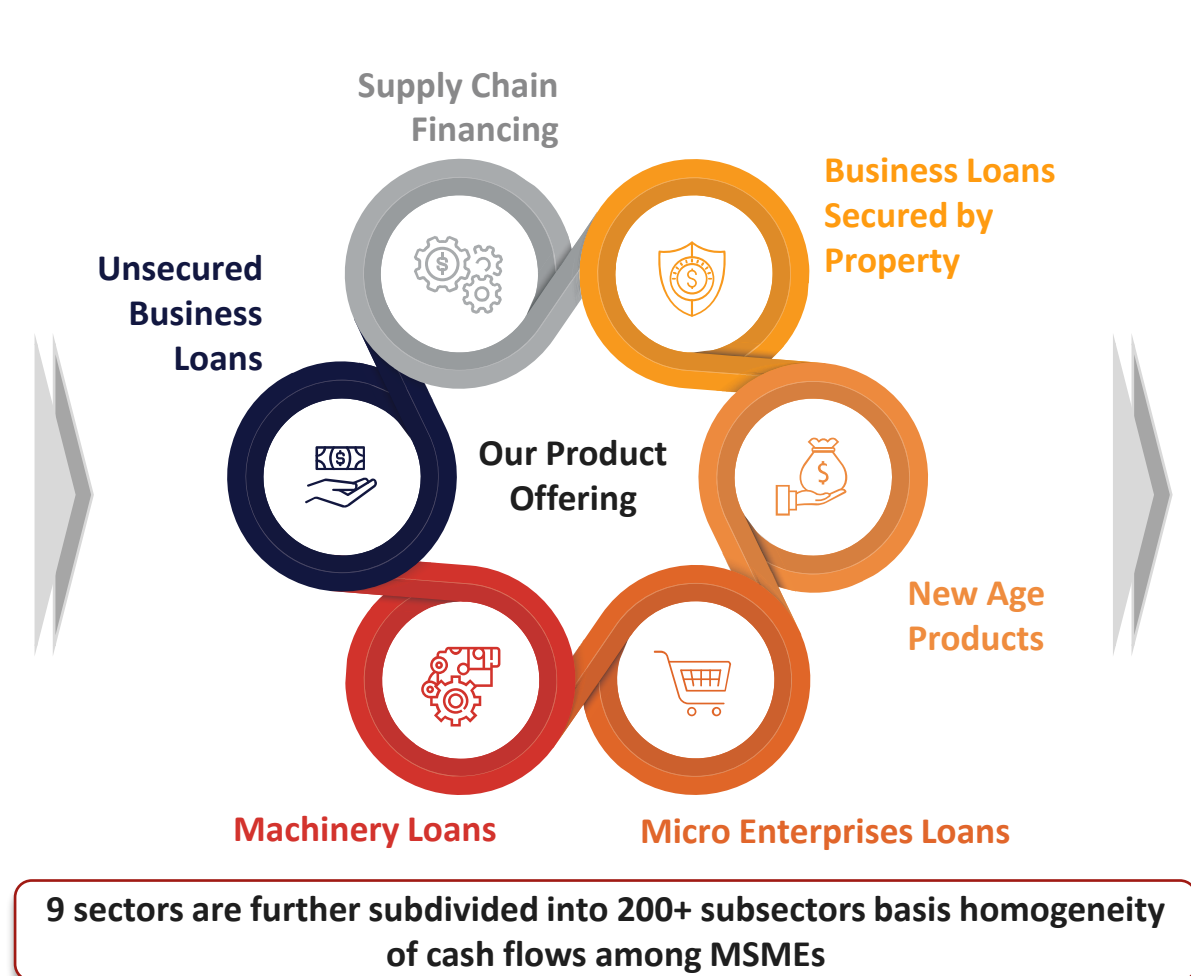 Supply Chain
Financing
Business Loans
Secured by
Property
Unsecured
Business
Loans
Our Product
Offering
New Age
Products
Machinery Loans
Micro Enterprises Loans
9 sectors are further subdivided into 200+ subsectors basis homogeneity
of cash flows among MSMEs